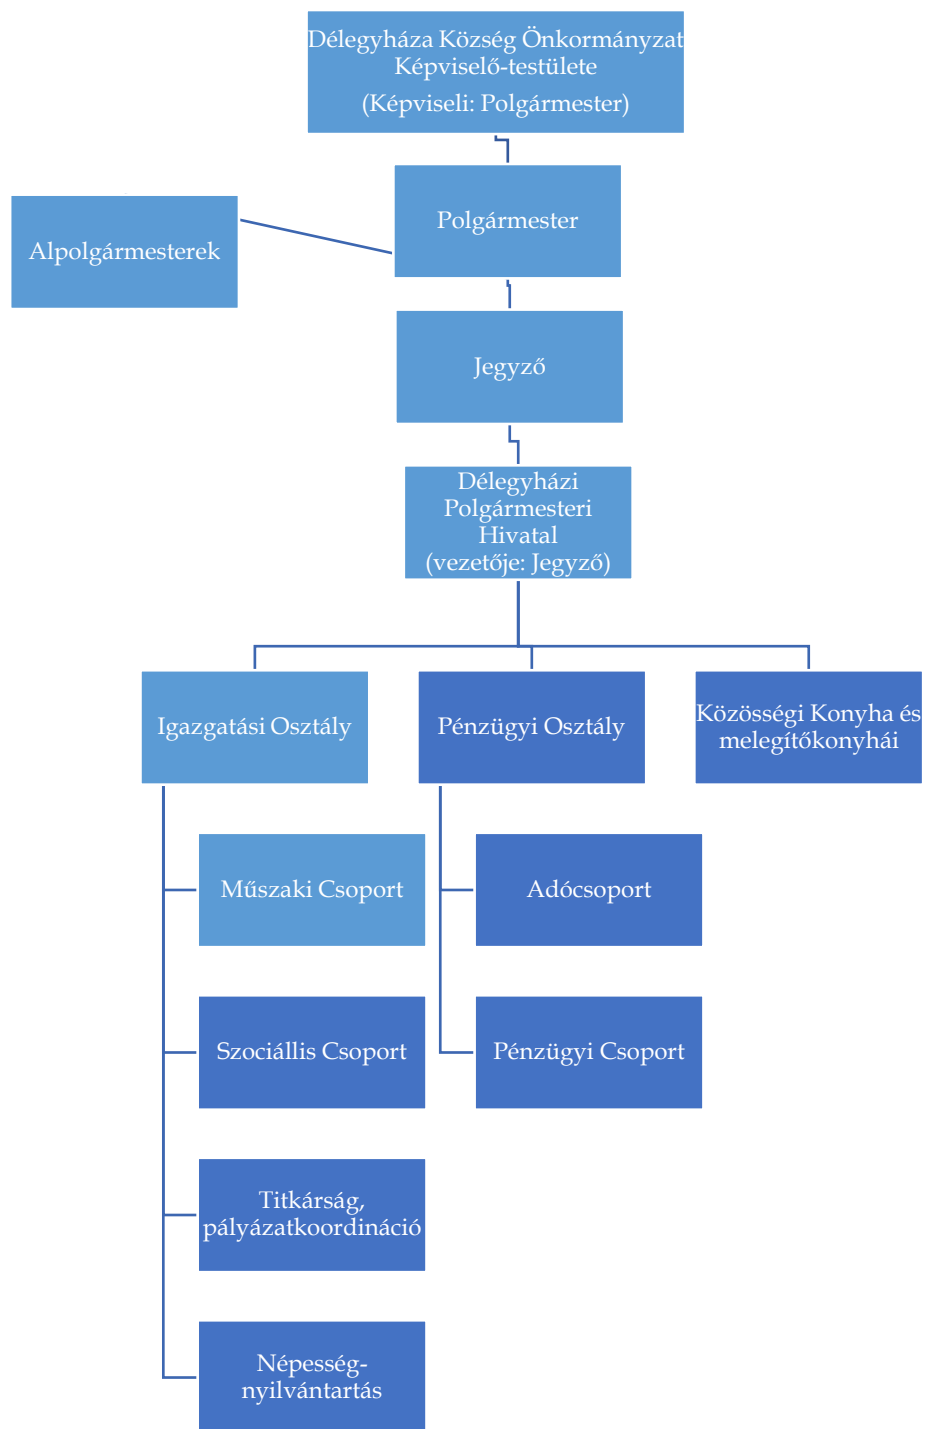 Délegyháza Község Önkormányzat
Képviselő-testülete
(Képviseli: Polgármester)
Polgármester
Alpolgármesterek
Jegyző
Délegyházi
Polgármesteri
Hivatal
(vezetője: Jegyző)
Igazgatási Osztály
Pénzügyi Osztály
Közösségi Konyha és
melegítőkonyhái
Műszaki Csoport
Adócsoport
Szociállis Csoport
Pénzügyi Csoport
Titkárság,
pályázatkoordináció
Népesség-
nyilvántartás